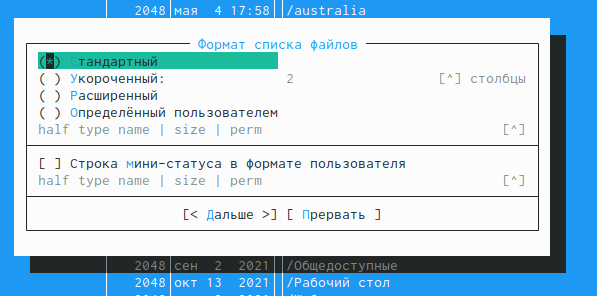 2048 мая 4 17:58 /australia
Формат списка файлов
(*) Стандартный
( ) Укороченный: 2 [^] столбцы
( ) Расширенный
( ) Определённый пользователем
half type name | size | perm [^]
[ ] Строка мини-статуса в формате пользователя
half type name | size | perm [^]
[< Дальше >] [ Прервать ]
2048 сен 2 2021 /Общедоступные
2048 окт 13 2021 /Рабочий стол